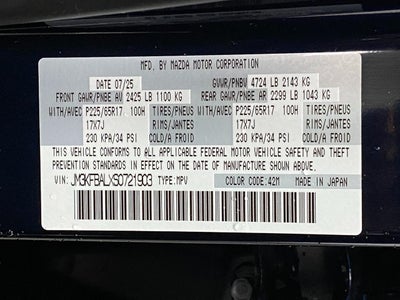 MFD. BY MAZDA MOTOR CORPORATION
DATE 07/25 GVWR/PNBV 4724 LB 2143 KG
FRONT GAWR/PNBE AV 2425 LB 1100 KG REAR GAWR/PNBE AR 2299 LB 1043 KG
WITH/AVEC P225/65R17 100H TIRES/PNEUS WITH/AVEC P225/65R17 100H TIRES/PNEUS
17X7J RIMS/JANTES 17X7J RIMS/JANTES
230 KPA/34 PSI COLD/A FROID 230 KPA/34 PSI COLD/A FROID
THIS VEHICLE CONFORMS TO ALL APPLICABLE FEDERAL MOTOR VEHICLE SAFETY AND THEFT
PREVENTION STANDARDS IN EFFECT ON THE DATE OF MANUFACTURE SHOWN ABOVE.
VIN: JM3KFBALXS0721903 TYPE:MPV COLOR CODE:42M